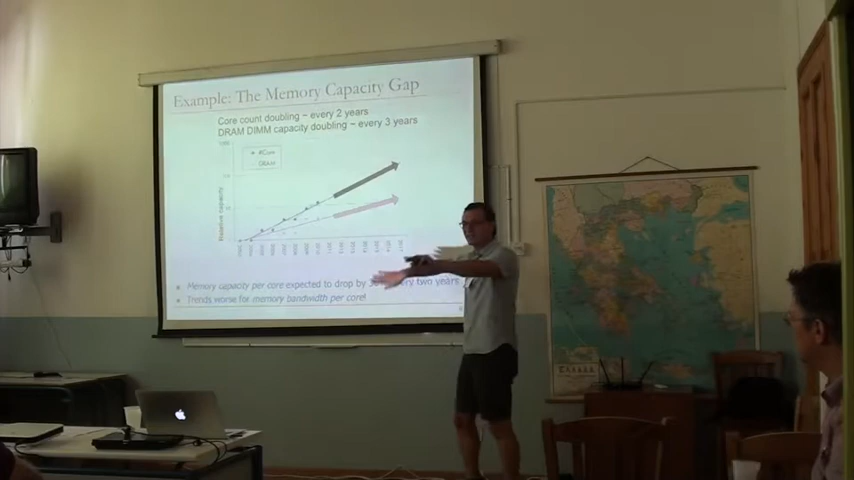 Example: The Memory Capacity Gap
Core count doubling ~ every 2 years
DRAM DIMM capacity doubling ~ every 3 years
#Core
DRAM
Relative capacity
Memory capacity per core expected to drop by every two years
Trends worse for memory bandwidth per core!